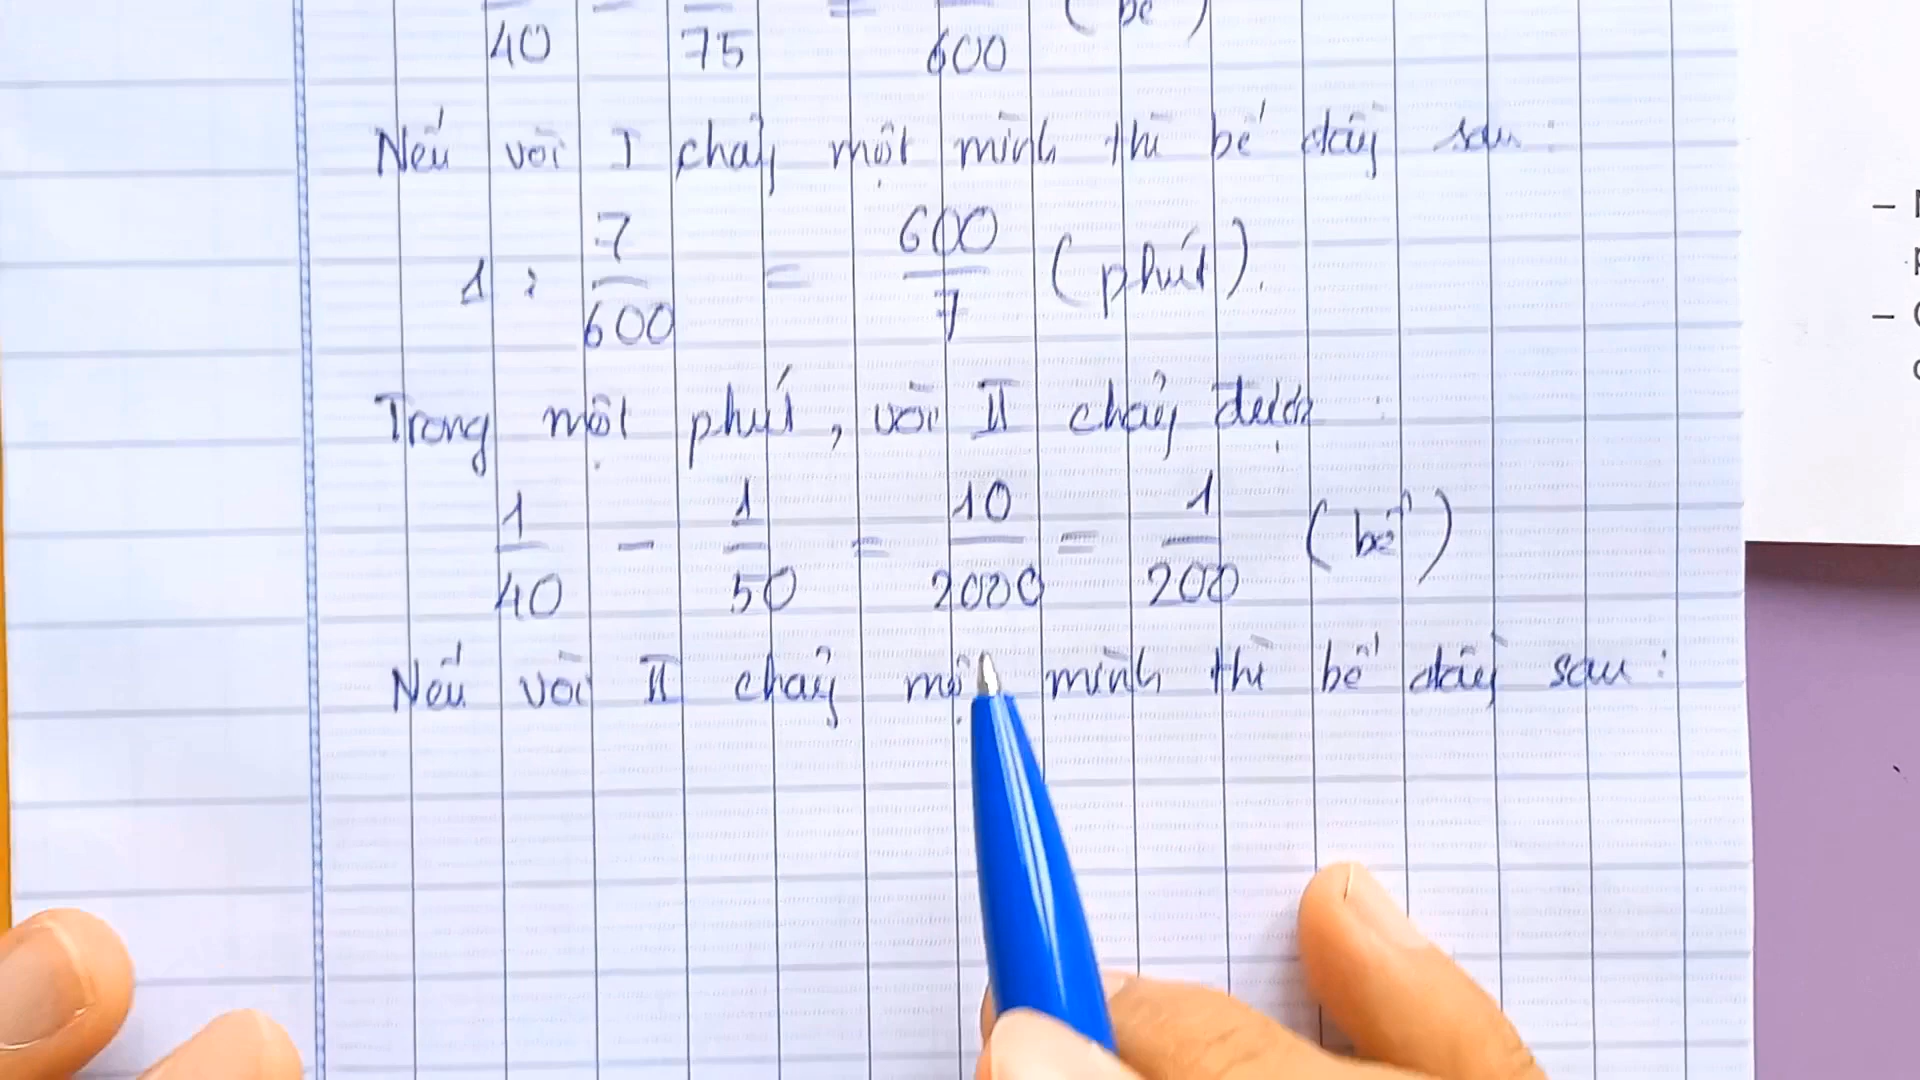 40 75 600 (bể)
Nếu vòi I chảy một mình thì bể đầy sau:
1 : 7/600 = 600/7 (phút).
Trong một phút, vòi II chảy được:
1/40 - 1/50 = 10/2000 = 1/200 (bể)
Nếu vòi II chảy một mình thì bể đầy sau: